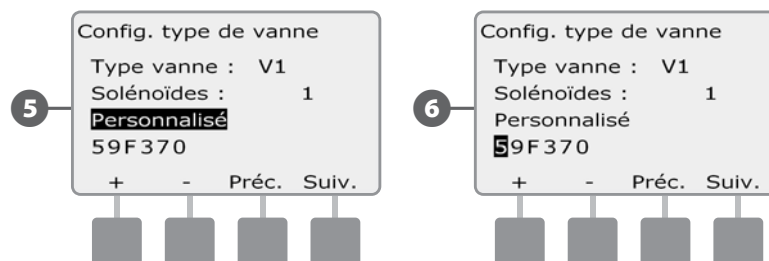 5
Config. type de vanne
Type vanne : V1
Solénoïdes : 1
Personnalisé
59F370
+ - Préc. Suiv.
6
Config. type de vanne
Type vanne : V1
Solénoïdes : 1
Personnalisé
59F370
+ - Préc. Suiv.